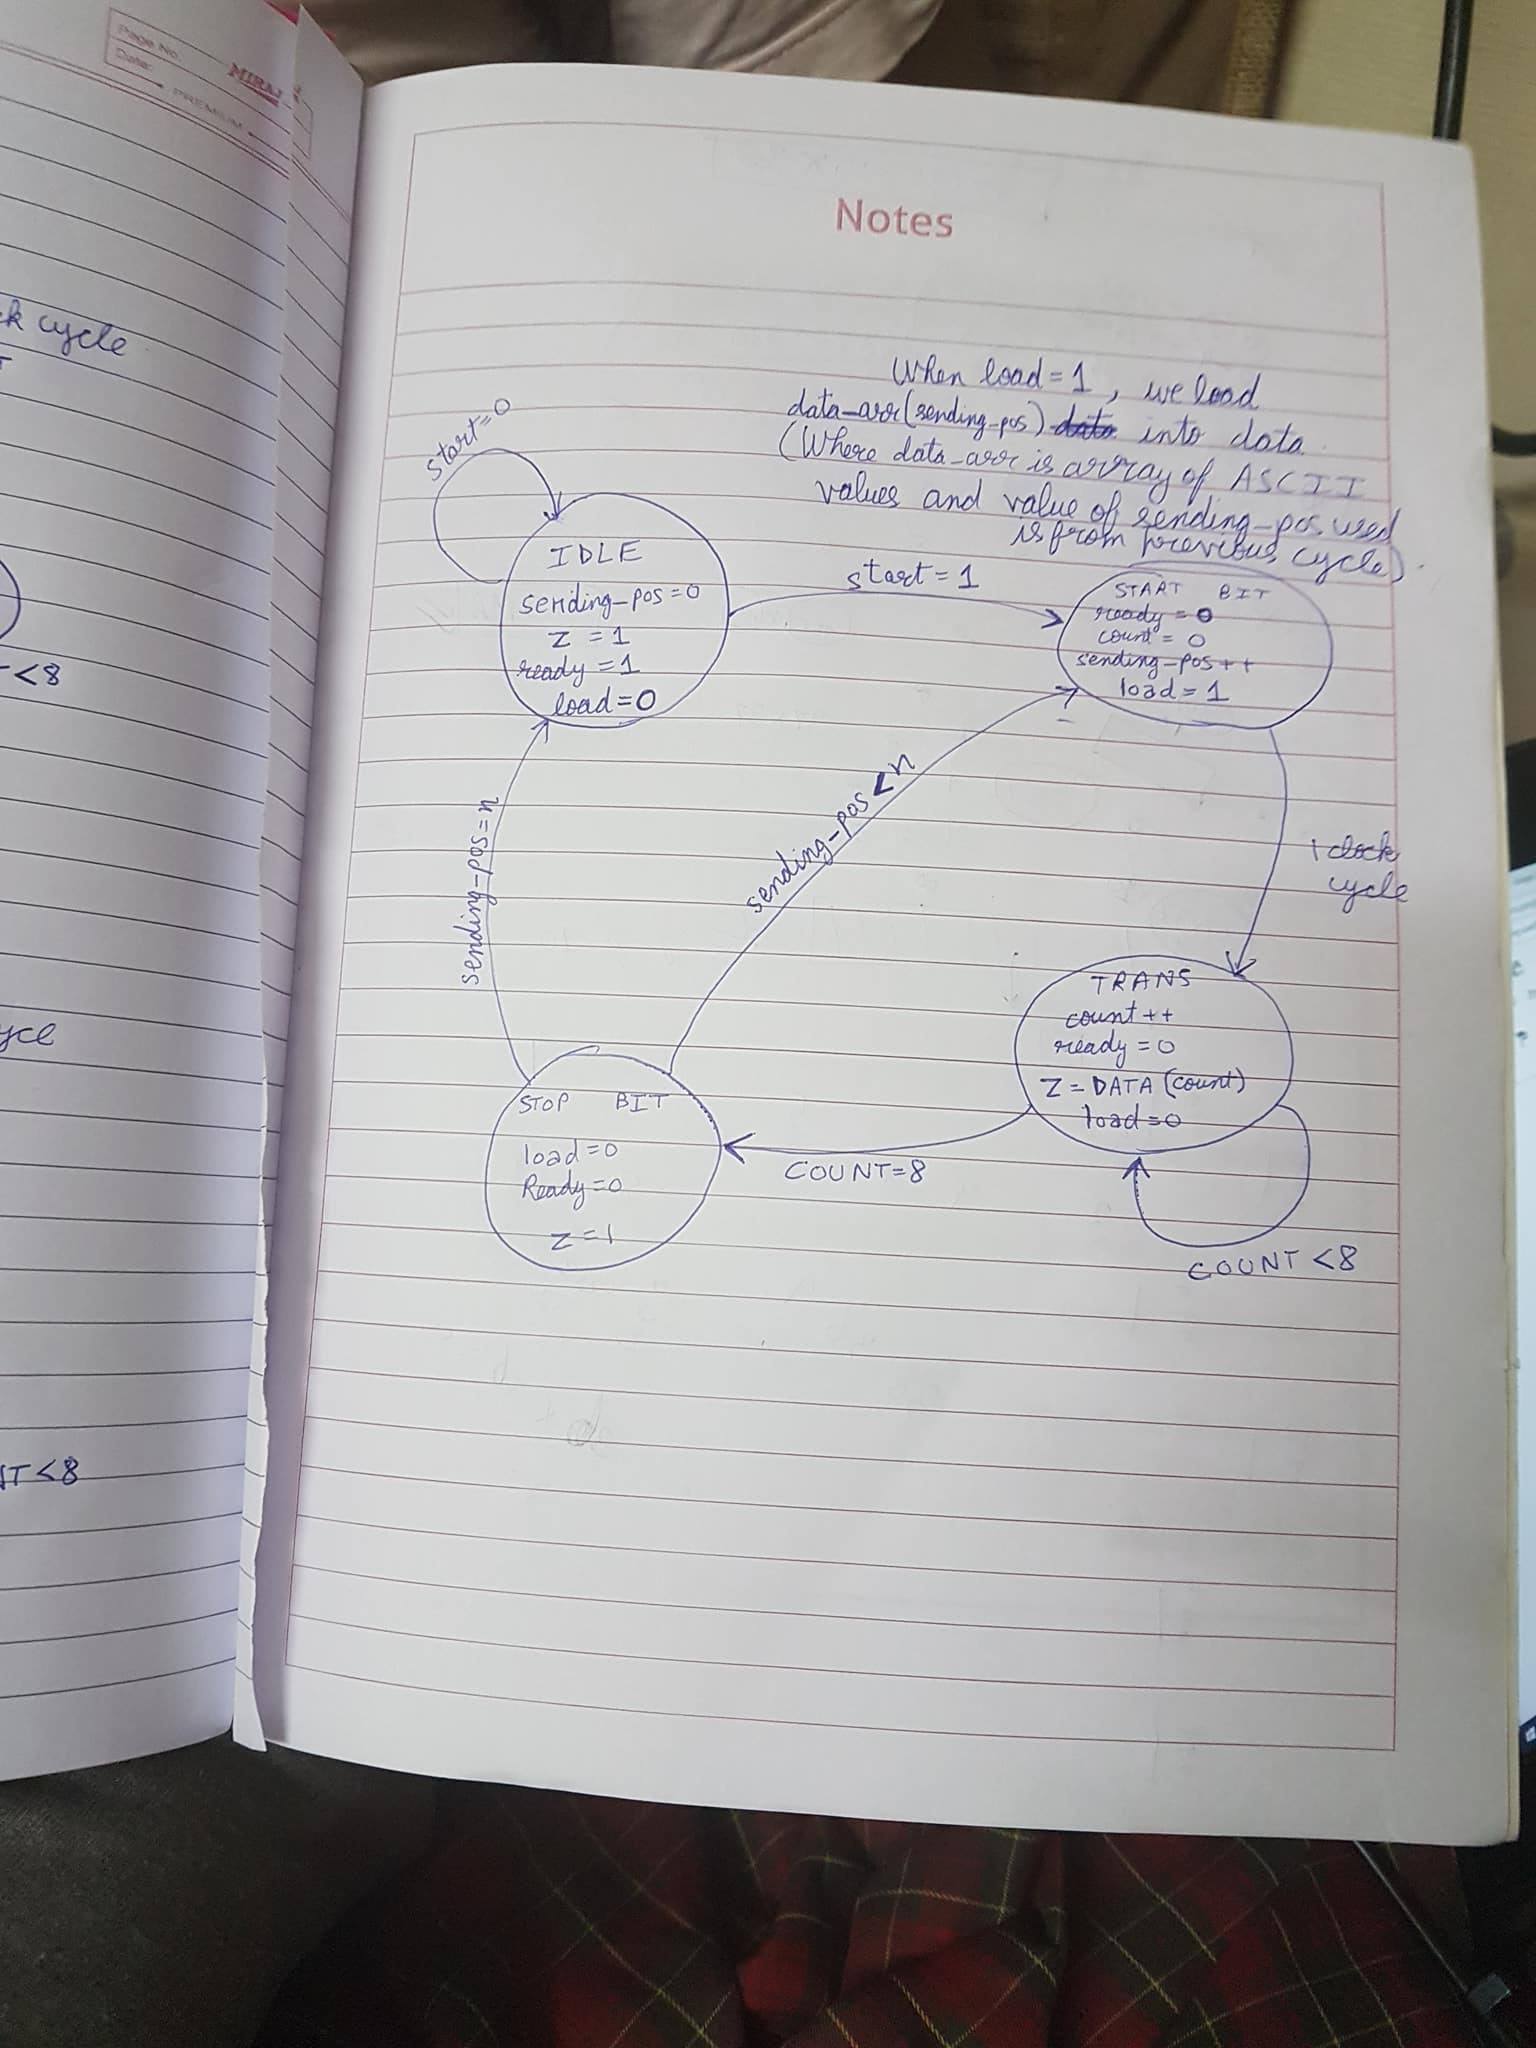 Page No
Date:
MIRAJ
PREMIUM
ck cycle
<8
NT<8
Notes
When load=1, we load
data_arr(sending_pos) data into data.
(Where data_arr is array of ASCII
values and value of sending_pos used
is from previous cycle).
start=0
IDLE
sending_pos=0
Z=1
ready=1
load=0
start=1
START BIT
ready=0
count=0
sending_pos++
load=1
sending_pos=n
sending_pos<n
1 clock
cycle
TRANS
count++
ready=0
Z=DATA(count)
load=0
STOP BIT
load=0
Ready=0
Z=1
COUNT=8
COUNT<8